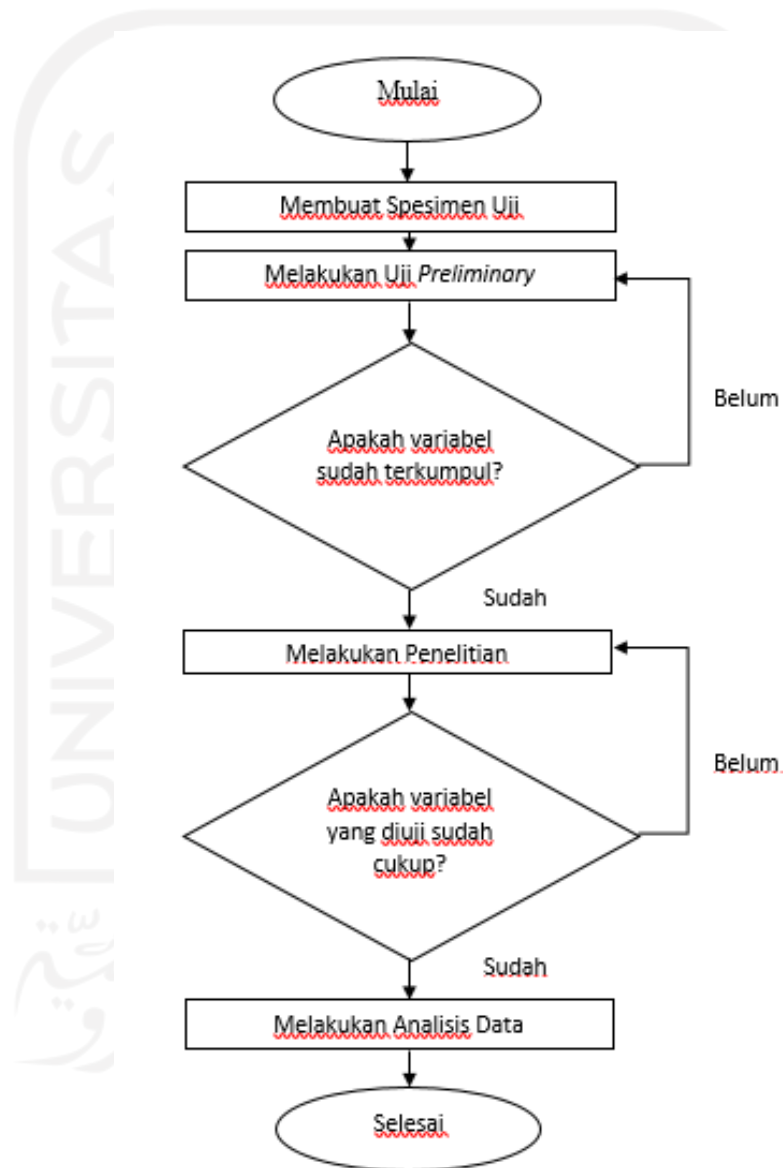 Mulai
Membuat Spesimen Uji
Melakukan Uji Preliminary
Belum
Apakah variabel
sudah terkumpul?
Sudah
Melakukan Penelitian
Belum
Apakah variabel
yang diuji sudah
cukup?
Sudah
Melakukan Analisis Data
Selesai
UNIVERSITAS